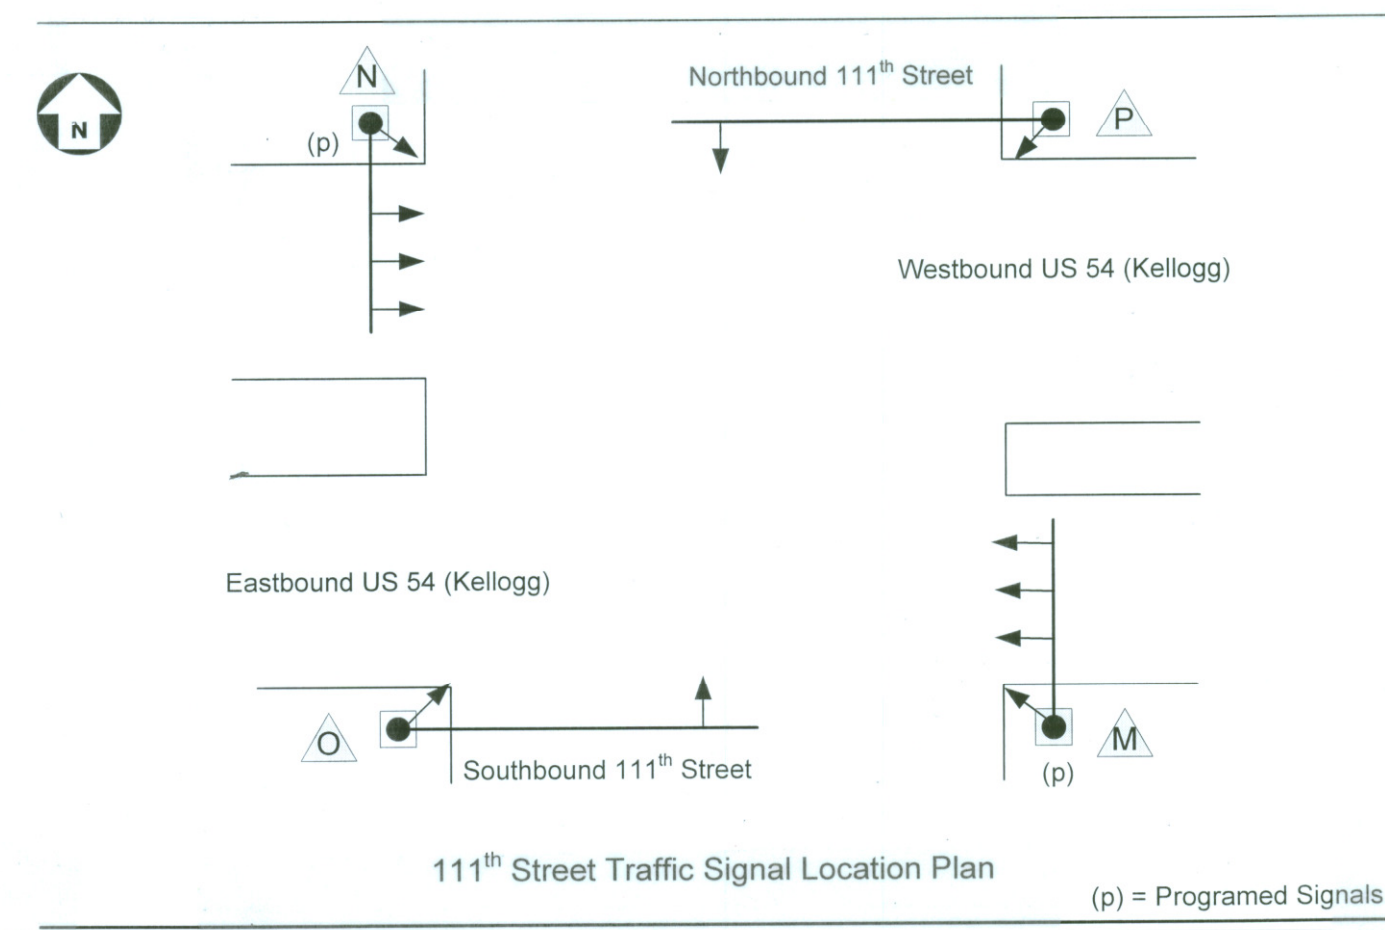 N
Northbound 111th Street
P
N
(p)
Westbound US 54 (Kellogg)
Eastbound US 54 (Kellogg)
O
M
Southbound 111th Street
(p)
111th Street Traffic Signal Location Plan
(p) = Programed Signals